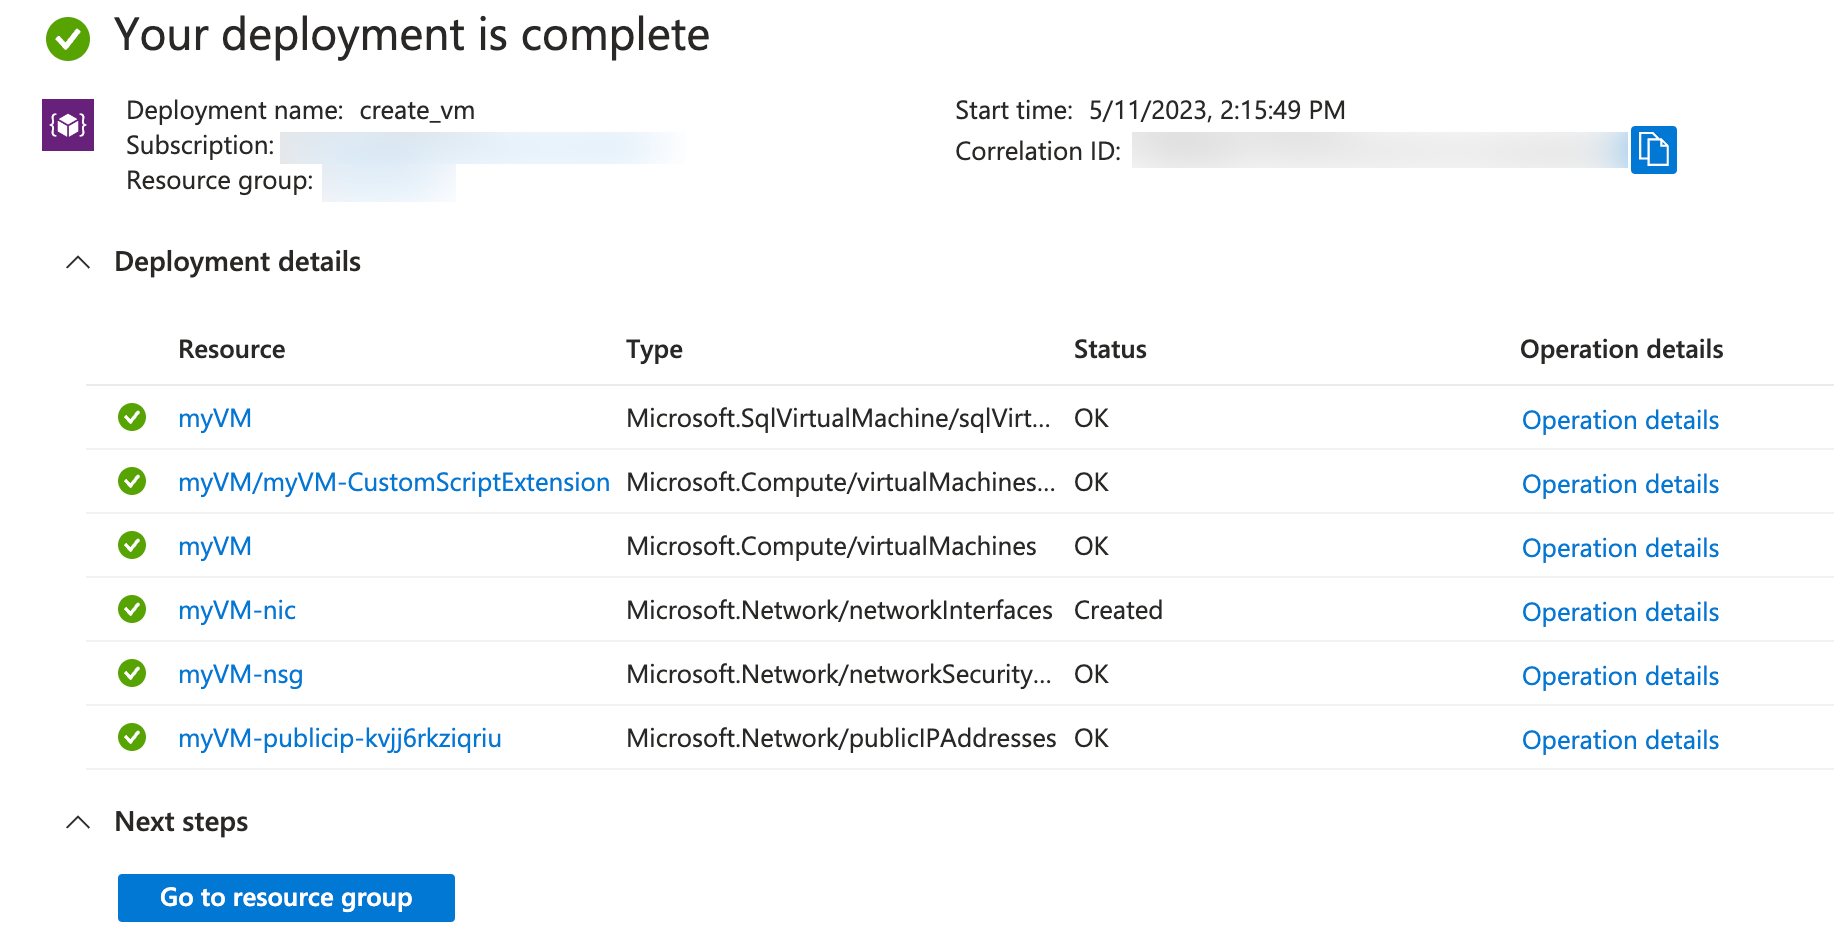 Your deployment is complete
Deployment name: create_vm
Subscription:
Resource group:
Start time: 5/11/2023, 2:15:49 PM
Correlation ID:
Deployment details
Resource Type Status Operation details
myVM Microsoft.SqlVirtualMachine/sqlVirt... OK Operation details
myVM/myVM-CustomScriptExtension Microsoft.Compute/virtualMachines... OK Operation details
myVM Microsoft.Compute/virtualMachines OK Operation details
myVM-nic Microsoft.Network/networkInterfaces Created Operation details
myVM-nsg Microsoft.Network/networkSecurity... OK Operation details
myVM-publicip-kvjj6rkziqriu Microsoft.Network/publicIPAddresses OK Operation details
Next steps
Go to resource group